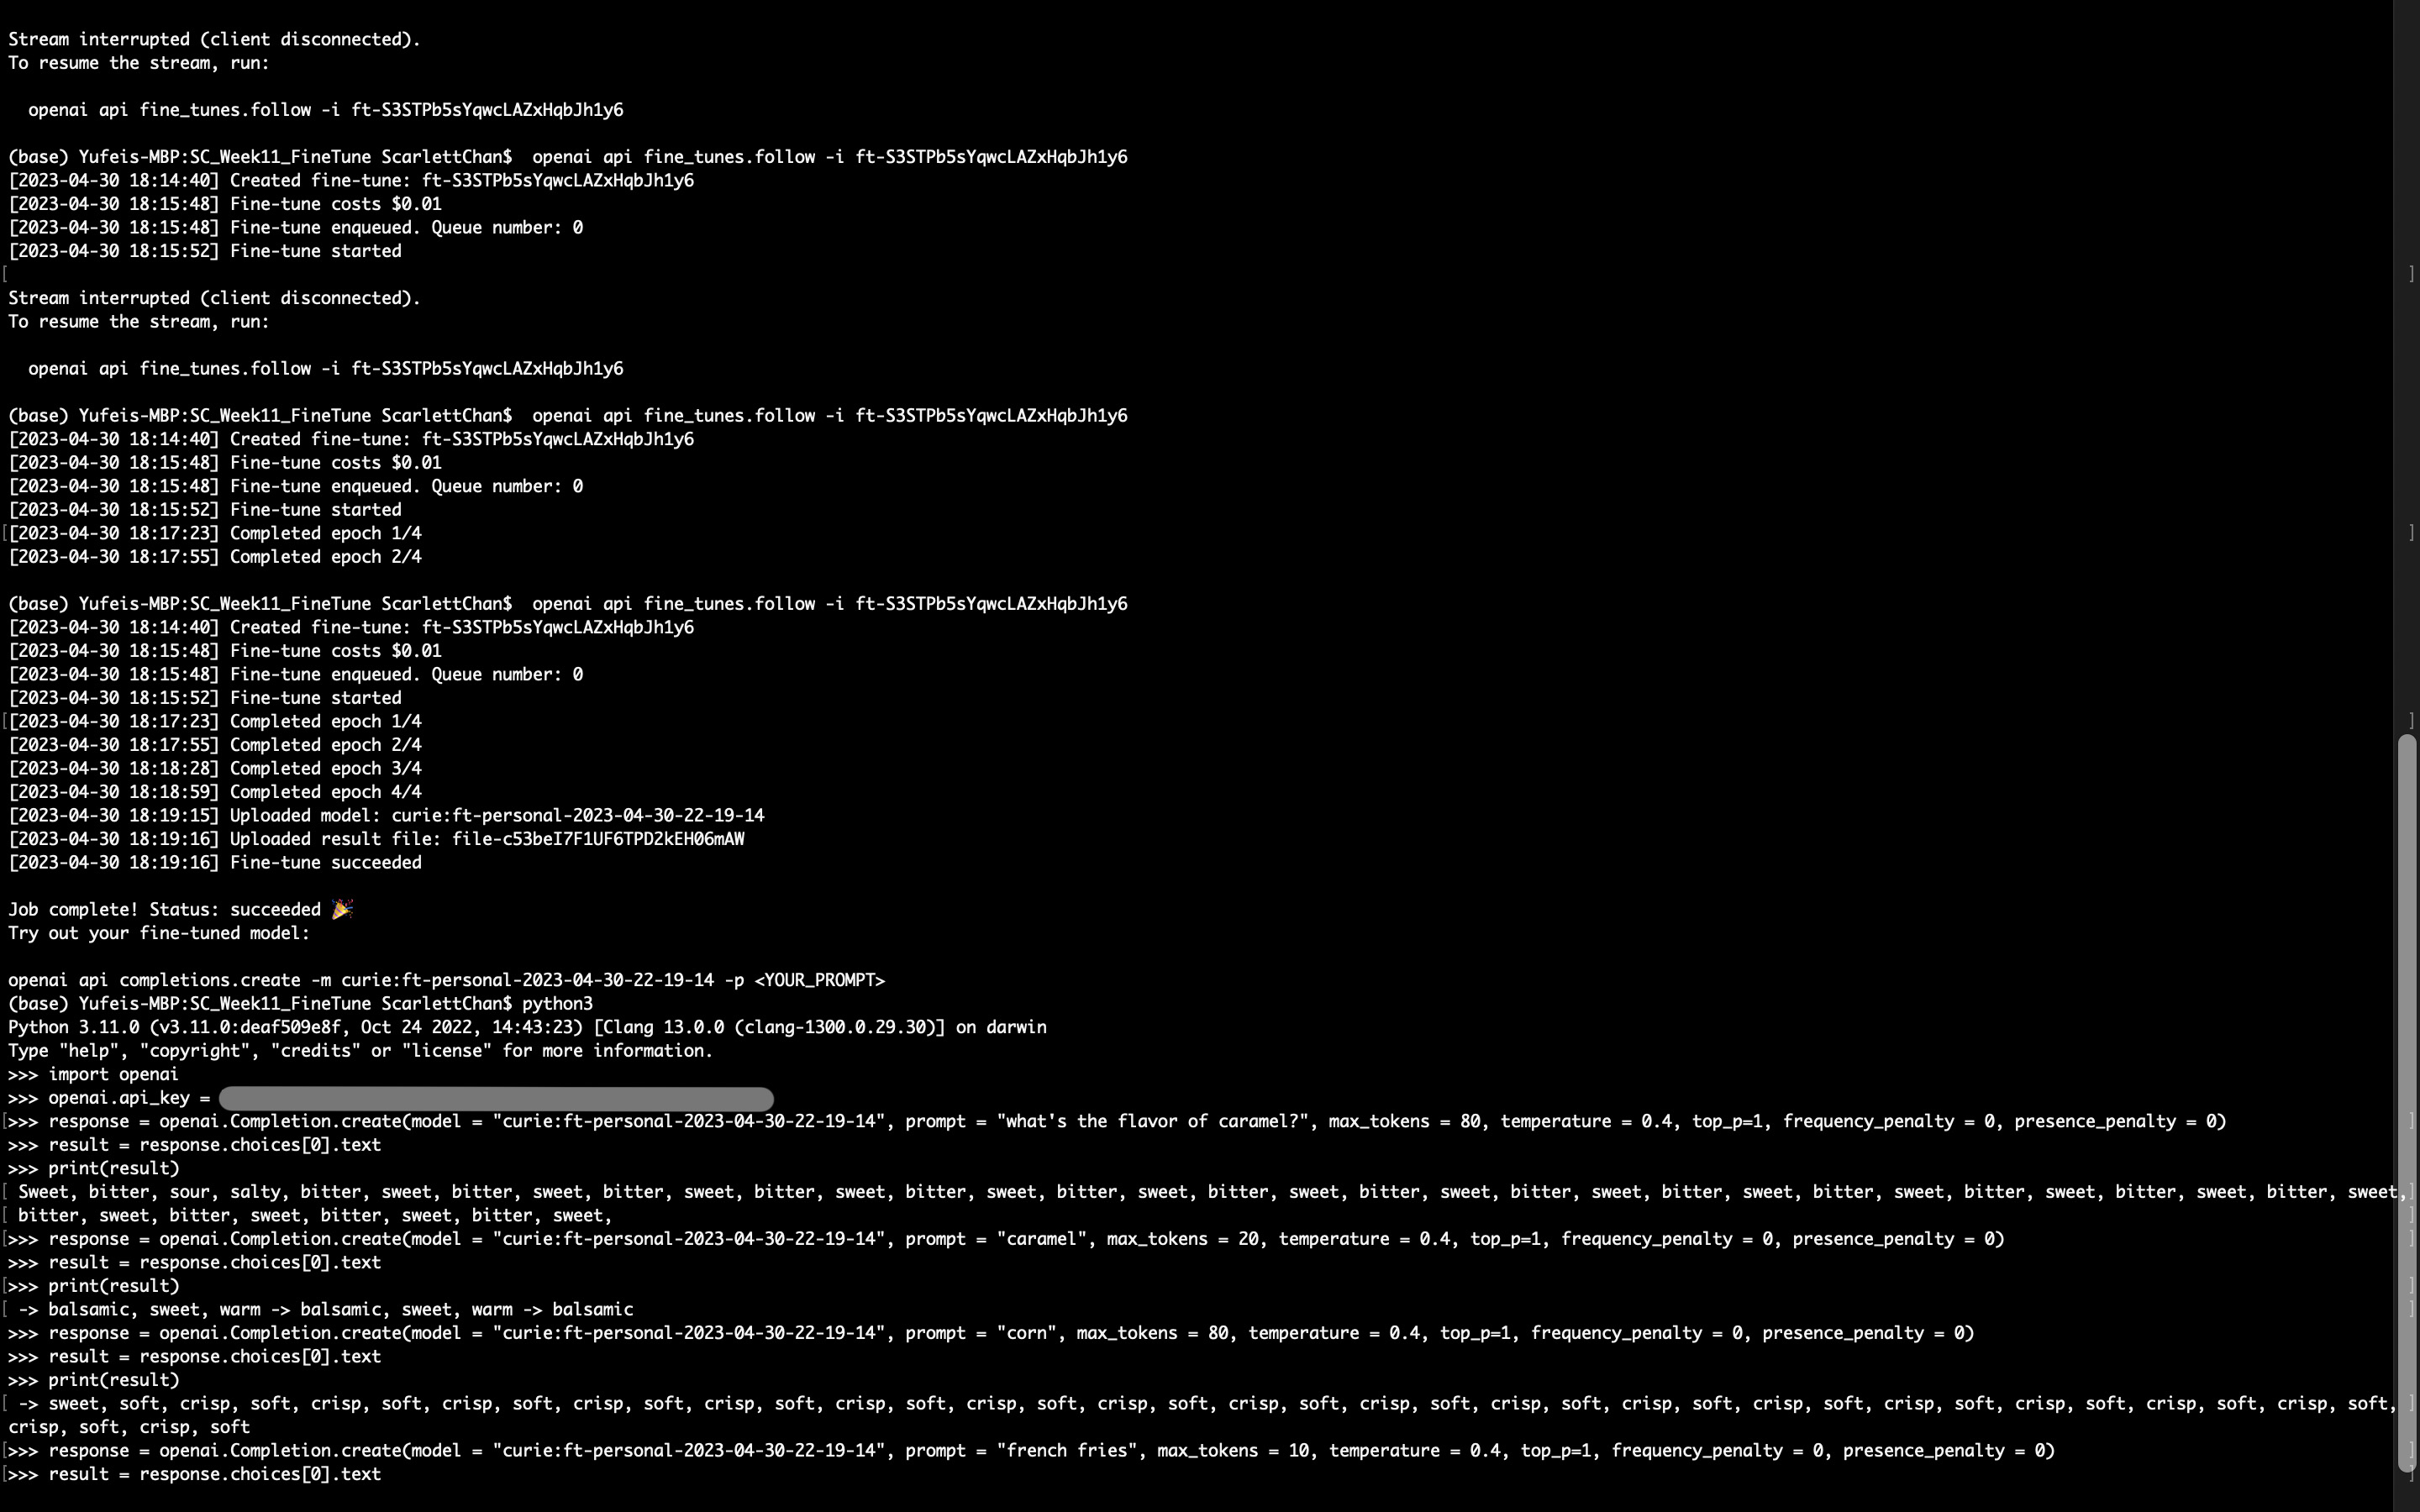 Stream interrupted (client disconnected).
To resume the stream, run:
openai api fine_tunes.follow -i ft-S3STPb5sYqwcLAZxHqbJh1y6
(base) Yufeis-MBP:SC_Week11_FineTune ScarlettChan$  openai api fine_tunes.follow -i ft-S3STPb5sYqwcLAZxHqbJh1y6
[2023-04-30 18:14:40] Created fine-tune: ft-S3STPb5sYqwcLAZxHqbJh1y6
[2023-04-30 18:15:48] Fine-tune costs $0.01
[2023-04-30 18:15:48] Fine-tune enqueued. Queue number: 0
[2023-04-30 18:15:52] Fine-tune started
[ ]
Stream interrupted (client disconnected).
To resume the stream, run:
openai api fine_tunes.follow -i ft-S3STPb5sYqwcLAZxHqbJh1y6
(base) Yufeis-MBP:SC_Week11_FineTune ScarlettChan$  openai api fine_tunes.follow -i ft-S3STPb5sYqwcLAZxHqbJh1y6
[2023-04-30 18:14:40] Created fine-tune: ft-S3STPb5sYqwcLAZxHqbJh1y6
[2023-04-30 18:15:48] Fine-tune costs $0.01
[2023-04-30 18:15:48] Fine-tune enqueued. Queue number: 0
[2023-04-30 18:15:52] Fine-tune started
[[2023-04-30 18:17:23] Completed epoch 1/4 ]
[2023-04-30 18:17:55] Completed epoch 2/4
(base) Yufeis-MBP:SC_Week11_FineTune ScarlettChan$  openai api fine_tunes.follow -i ft-S3STPb5sYqwcLAZxHqbJh1y6
[2023-04-30 18:14:40] Created fine-tune: ft-S3STPb5sYqwcLAZxHqbJh1y6
[2023-04-30 18:15:48] Fine-tune costs $0.01
[2023-04-30 18:15:48] Fine-tune enqueued. Queue number: 0
[2023-04-30 18:15:52] Fine-tune started
[[2023-04-30 18:17:23] Completed epoch 1/4 ]
[2023-04-30 18:17:55] Completed epoch 2/4
[2023-04-30 18:18:28] Completed epoch 3/4
[2023-04-30 18:18:59] Completed epoch 4/4
[2023-04-30 18:19:15] Uploaded model: curie:ft-personal-2023-04-30-22-19-14
[2023-04-30 18:19:16] Uploaded result file: file-c53beI7F1UF6TPD2kEH06mAW
[2023-04-30 18:19:16] Fine-tune succeeded
Job complete! Status: succeeded 🎉
Try out your fine-tuned model:
openai api completions.create -m curie:ft-personal-2023-04-30-22-19-14 -p <YOUR_PROMPT>
(base) Yufeis-MBP:SC_Week11_FineTune ScarlettChan$ python3
Python 3.11.0 (v3.11.0:deaf509e8f, Oct 24 2022, 14:43:23) [Clang 13.0.0 (clang-1300.0.29.30)] on darwin
Type "help", "copyright", "credits" or "license" for more information.
>>> import openai
>>> openai.api_key =
[>>> response = openai.Completion.create(model = "curie:ft-personal-2023-04-30-22-19-14", prompt = "what's the flavor of caramel?", max_tokens = 80, temperature = 0.4, top_p=1, frequency_penalty = 0, presence_penalty = 0) ]
>>> result = response.choices[0].text
>>> print(result)
[ Sweet, bitter, sour, salty, bitter, sweet, bitter, sweet, bitter, sweet, bitter, sweet, bitter, sweet, bitter, sweet, bitter, sweet, bitter, sweet, bitter, sweet, bitter, sweet, bitter, sweet, bitter, sweet, bitter, sweet, bitter, sweet, ]
[ bitter, sweet, bitter, sweet, bitter, sweet, bitter, sweet, ]
[>>> response = openai.Completion.create(model = "curie:ft-personal-2023-04-30-22-19-14", prompt = "caramel", max_tokens = 20, temperature = 0.4, top_p=1, frequency_penalty = 0, presence_penalty = 0) ]
>>> result = response.choices[0].text
[>>> print(result) ]
[ -> balsamic, sweet, warm -> balsamic, sweet, warm -> balsamic ]
>>> response = openai.Completion.create(model = "curie:ft-personal-2023-04-30-22-19-14", prompt = "corn", max_tokens = 80, temperature = 0.4, top_p=1, frequency_penalty = 0, presence_penalty = 0)
>>> result = response.choices[0].text
>>> print(result)
[ -> sweet, soft, crisp, soft, crisp, soft, crisp, soft, crisp, soft, crisp, soft, crisp, soft, crisp, soft, crisp, soft, crisp, soft, crisp, soft, crisp, soft, crisp, soft, crisp, soft, crisp, soft, crisp, soft, crisp, soft, crisp, soft, ]
crisp, soft, crisp, soft
[>>> response = openai.Completion.create(model = "curie:ft-personal-2023-04-30-22-19-14", prompt = "french fries", max_tokens = 10, temperature = 0.4, top_p=1, frequency_penalty = 0, presence_penalty = 0) ]
[>>> result = response.choices[0].text ]